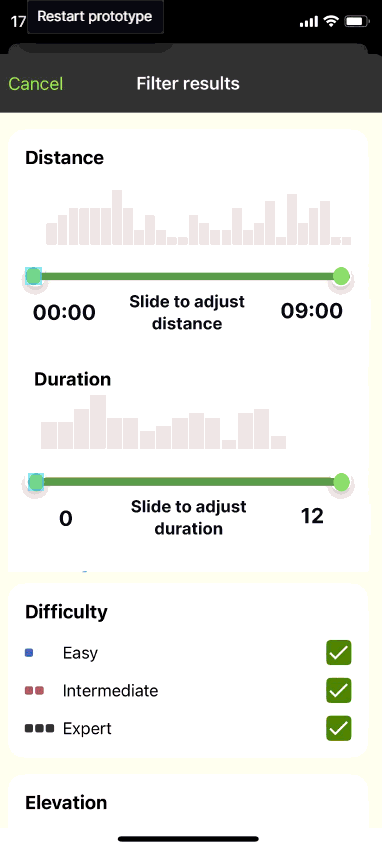 17
Restart prototype
Cancel
Filter results
Distance
00:00
Slide to adjust
distance
09:00
Duration
0
Slide to adjust
duration
12
Difficulty
Easy
Intermediate
Expert
Elevation